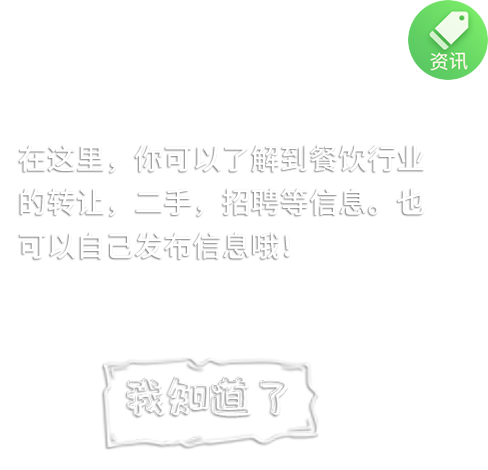 资讯
在这里，你可以了解到餐饮行业
的转让，二手，招聘等信息。也
可以自己发布信息哦！
我知道了